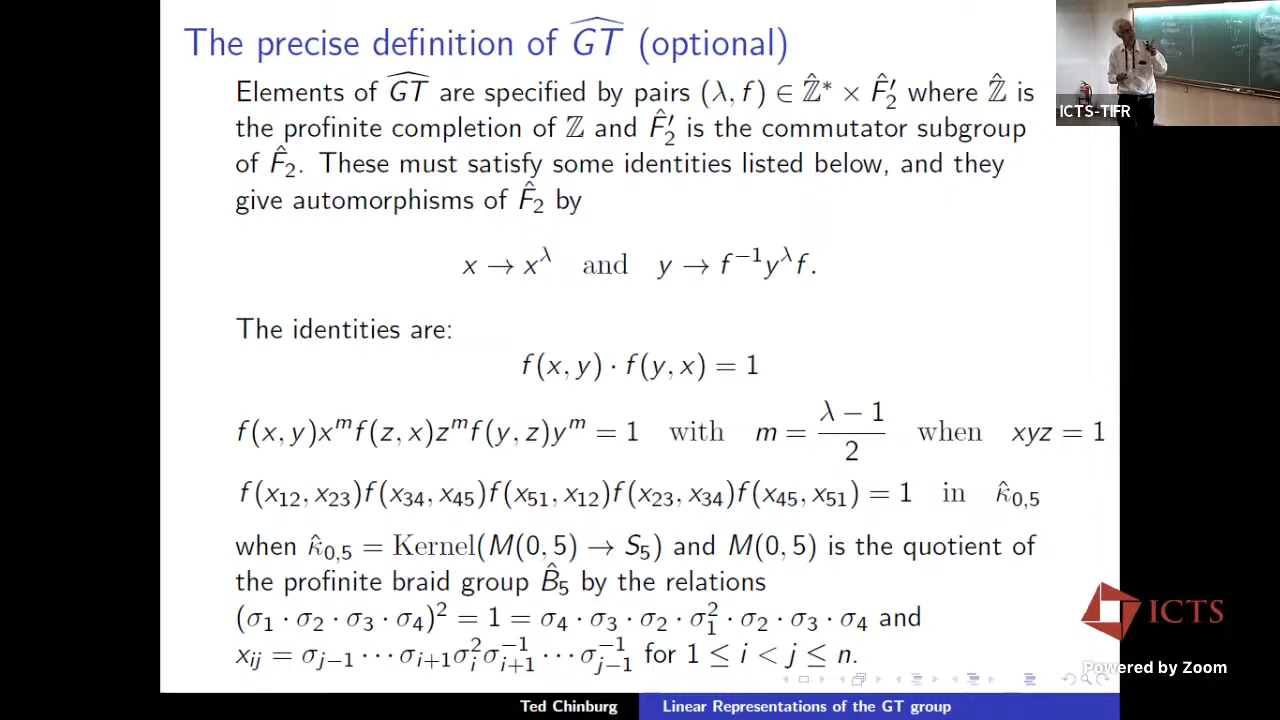 The precise definition of $\widehat{GT}$ (optional)
Elements of $\widehat{GT}$ are specified by pairs $(\lambda, f) \in \hat{\mathbb{Z}}^* \times \hat{F}_2'$ where $\hat{\mathbb{Z}}$ is
the profinite completion of $\mathbb{Z}$ and $\hat{F}_2'$ is the commutator subgroup
of $\hat{F}_2$. These must satisfy some identities listed below, and they
give automorphisms of $\hat{F}_2$ by
$x \to x^\lambda$ and $y \to f^{-1} y^\lambda f$.
The identities are:
$f(x, y) \cdot f(y, x) = 1$
$f(x, y)x^m f(z, x)z^m f(y, z)y^m = 1$ with $m = \frac{\lambda - 1}{2}$ when $xyz = 1$
$f(x_{12}, x_{23})f(x_{34}, x_{45})f(x_{51}, x_{12})f(x_{23}, x_{34})f(x_{45}, x_{51}) = 1$ in $\hat{\kappa}_{0,5}$
when $\hat{\kappa}_{0,5} = \mathrm{Kernel}(M(0, 5) \to S_5)$ and $M(0, 5)$ is the quotient of
the profinite braid group $\hat{B}_5$ by the relations
$(\sigma_1 \cdot \sigma_2 \cdot \sigma_3 \cdot \sigma_4)^2 = 1 = \sigma_4 \cdot \sigma_3 \cdot \sigma_2 \cdot \sigma_1^2 \cdot \sigma_2 \cdot \sigma_3 \cdot \sigma_4$ and
$x_{ij} = \sigma_{j-1} \cdots \sigma_{i+1} \sigma_i^2 \sigma_{i+1}^{-1} \cdots \sigma_{j-1}^{-1}$ for $1 \leq i < j \leq n$.
Ted Chinburg
Linear Representations of the GT group
ICTS-TIFR
ICTS
Powered by Zoom